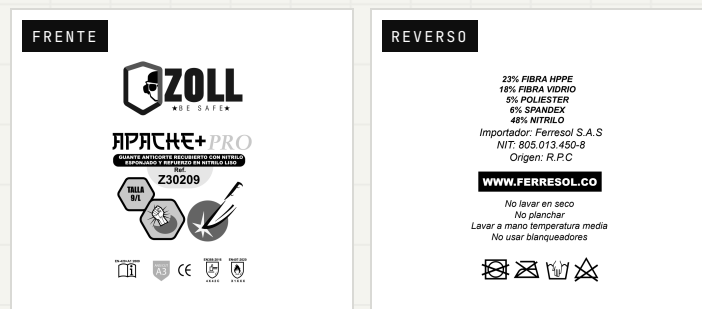 FRENTE
ZOLL
★BE SAFE★
APACHE+PRO
GUANTE ANTICORTE RECUBIERTO CON NITRILO
ESPONJADO Y REFUERZO EN NITRILO LISO
Ref.
Z30209
TALLA
9/L
A3
CE
REVERSO
23% FIBRA HPPE
18% FIBRA VIDRIO
5% POLIESTER
6% SPANDEX
48% NITRILO
Importador: Ferresol S.A.S
NIT: 805.013.450-8
Origen: R.P.C
WWW.FERRESOL.CO
No lavar en seco
No planchar
Lavar a mano temperatura media
No usar blanqueadores